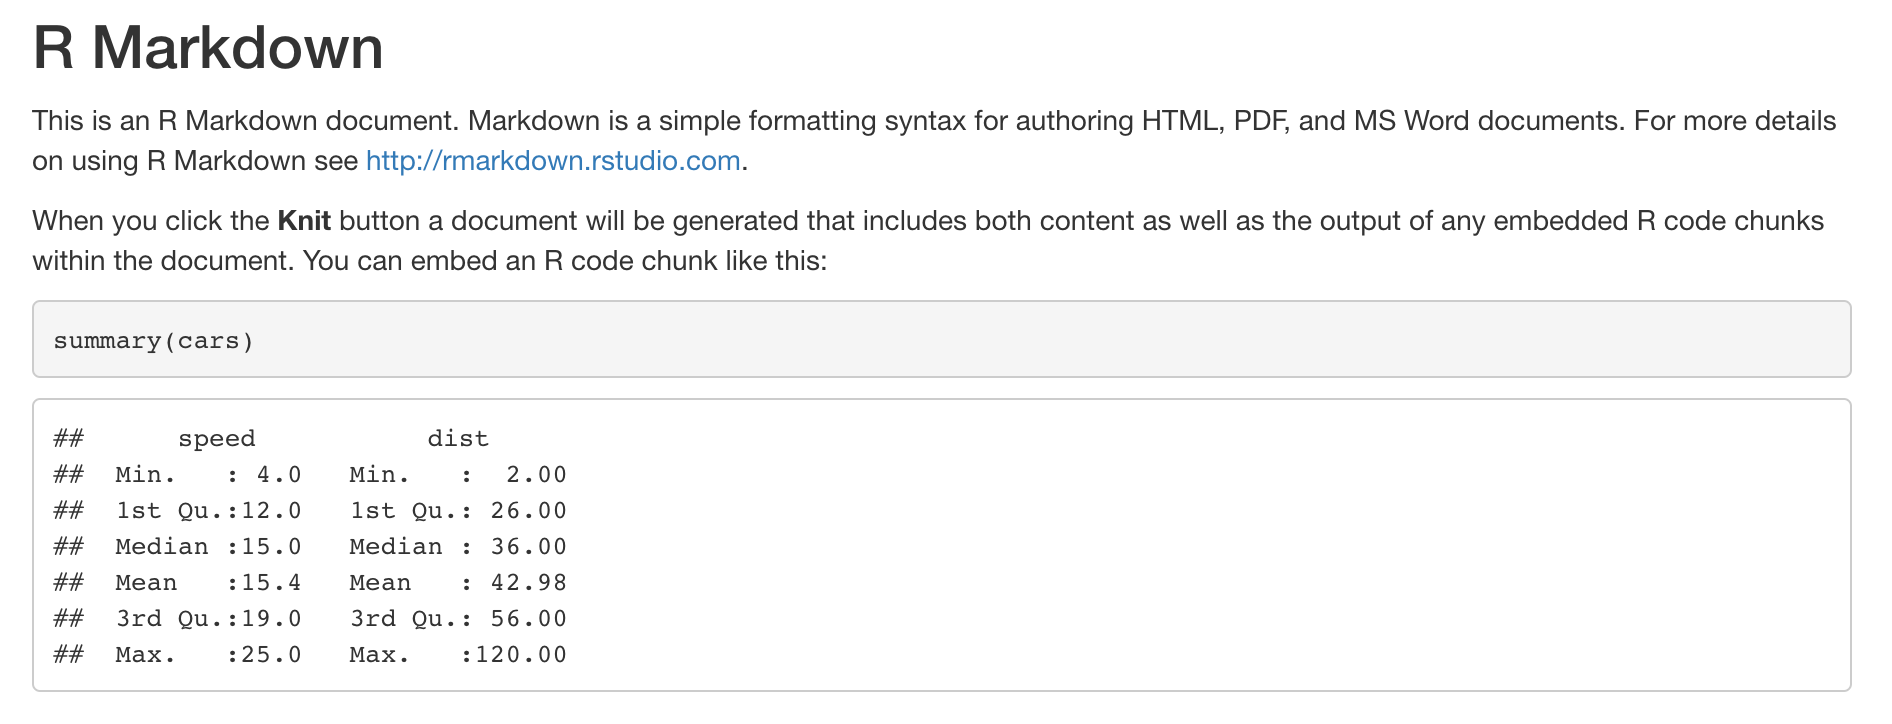 R Markdown
This is an R Markdown document. Markdown is a simple formatting syntax for authoring HTML, PDF, and MS Word documents. For more details
on using R Markdown see http://rmarkdown.rstudio.com.
When you click the Knit button a document will be generated that includes both content as well as the output of any embedded R code chunks
within the document. You can embed an R code chunk like this:
summary(cars)
##      speed           dist
##  Min.   : 4.0   Min.   :  2.00
##  1st Qu.:12.0   1st Qu.: 26.00
##  Median :15.0   Median : 36.00
##  Mean   :15.4   Mean   : 42.98
##  3rd Qu.:19.0   3rd Qu.: 56.00
##  Max.   :25.0   Max.   :120.00